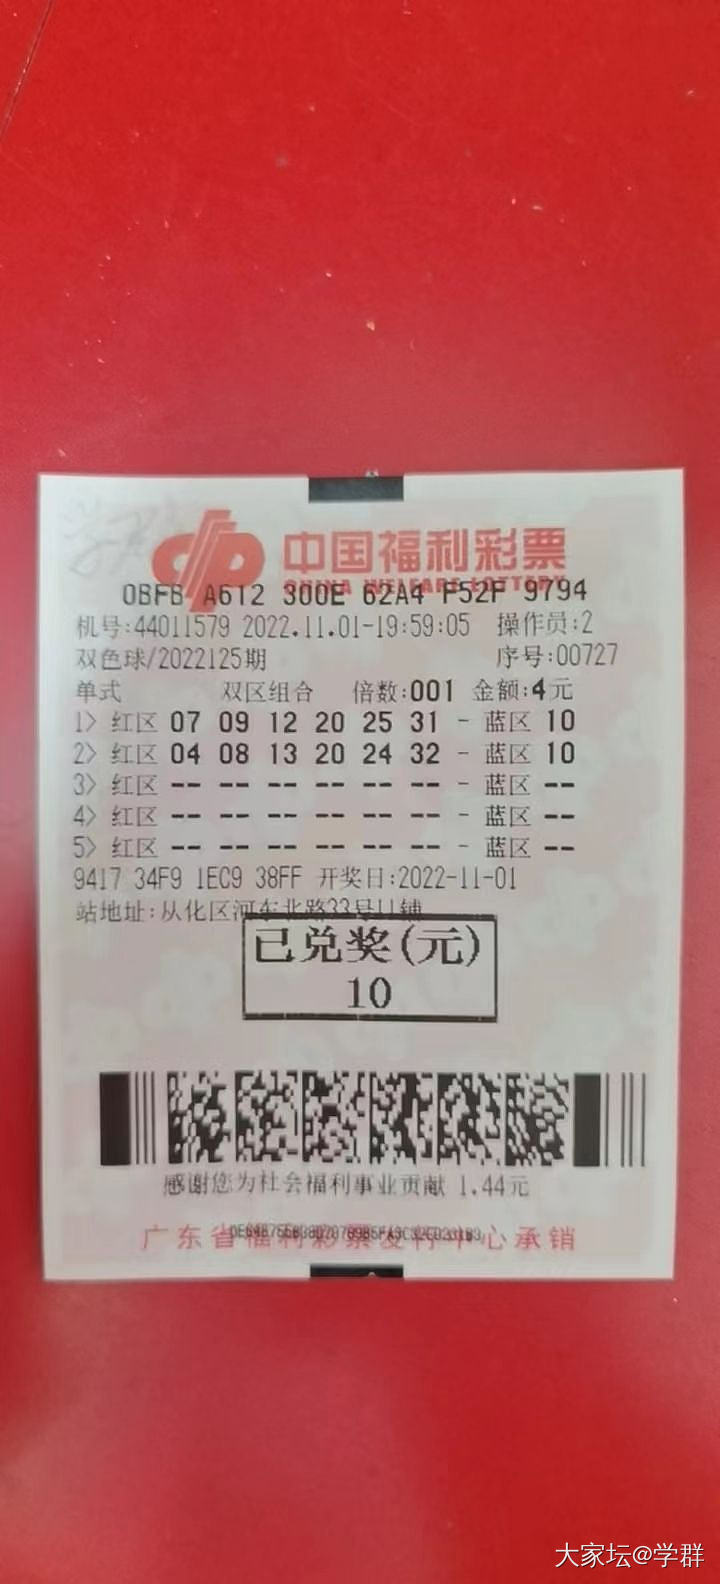 中国福利彩票
CHINA WELFARE LOTTERY
0BFB A612 300E 62A4 F52F 9794
机号:44011579 2022.11.01-19:59:05 操作员:2
双色球/2022125期 序号:00727
单式 双区组合 倍数:001 金额:4元
1> 红区 07 09 12 20 25 31 - 蓝区 10
2> 红区 04 08 13 20 24 32 - 蓝区 10
3> 红区 -- -- -- -- -- -- - 蓝区 --
4> 红区 -- -- -- -- -- -- - 蓝区 --
5> 红区 -- -- -- -- -- -- - 蓝区 --
9417 34F9 1EC9 38FF 开奖日:2022-11-01
站地址:从化区河东北路33号11铺
已兑奖(元)
10
感谢您为社会福利事业贡献 1.44元
广东省福利彩票发行中心承销
大家坛@学群